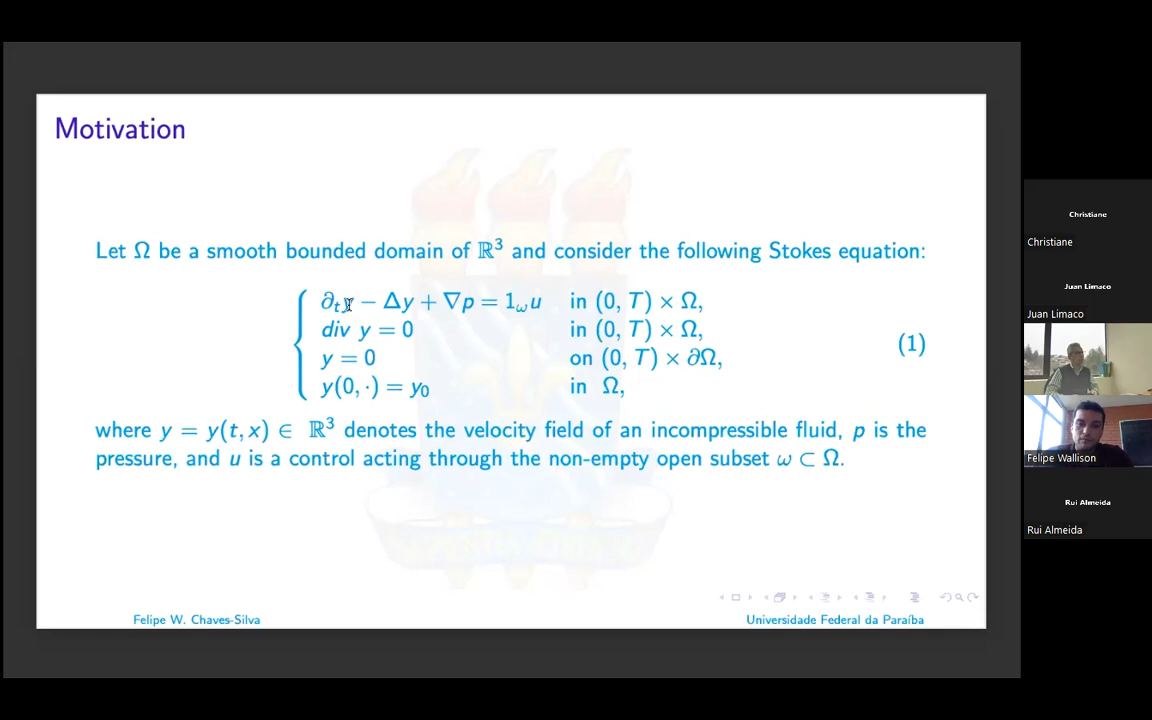 Motivation
Let Ω be a smooth bounded domain of ℝ³ and consider the following Stokes equation:
∂ₜy − Δy + ∇p = 1_ω u in (0, T) × Ω,
div y = 0 in (0, T) × Ω,
y = 0 on (0, T) × ∂Ω,
y(0, ·) = y₀ in Ω,
(1)
where y = y(t, x) ∈ ℝ³ denotes the velocity field of an incompressible fluid, p is the
pressure, and u is a control acting through the non-empty open subset ω ⊂ Ω.
Felipe W. Chaves-Silva
Universidade Federal da Paraíba
Christiane
Christiane
Juan Limaco
Juan Limaco
Felipe Wallison
Rui Almeida
Rui Almeida